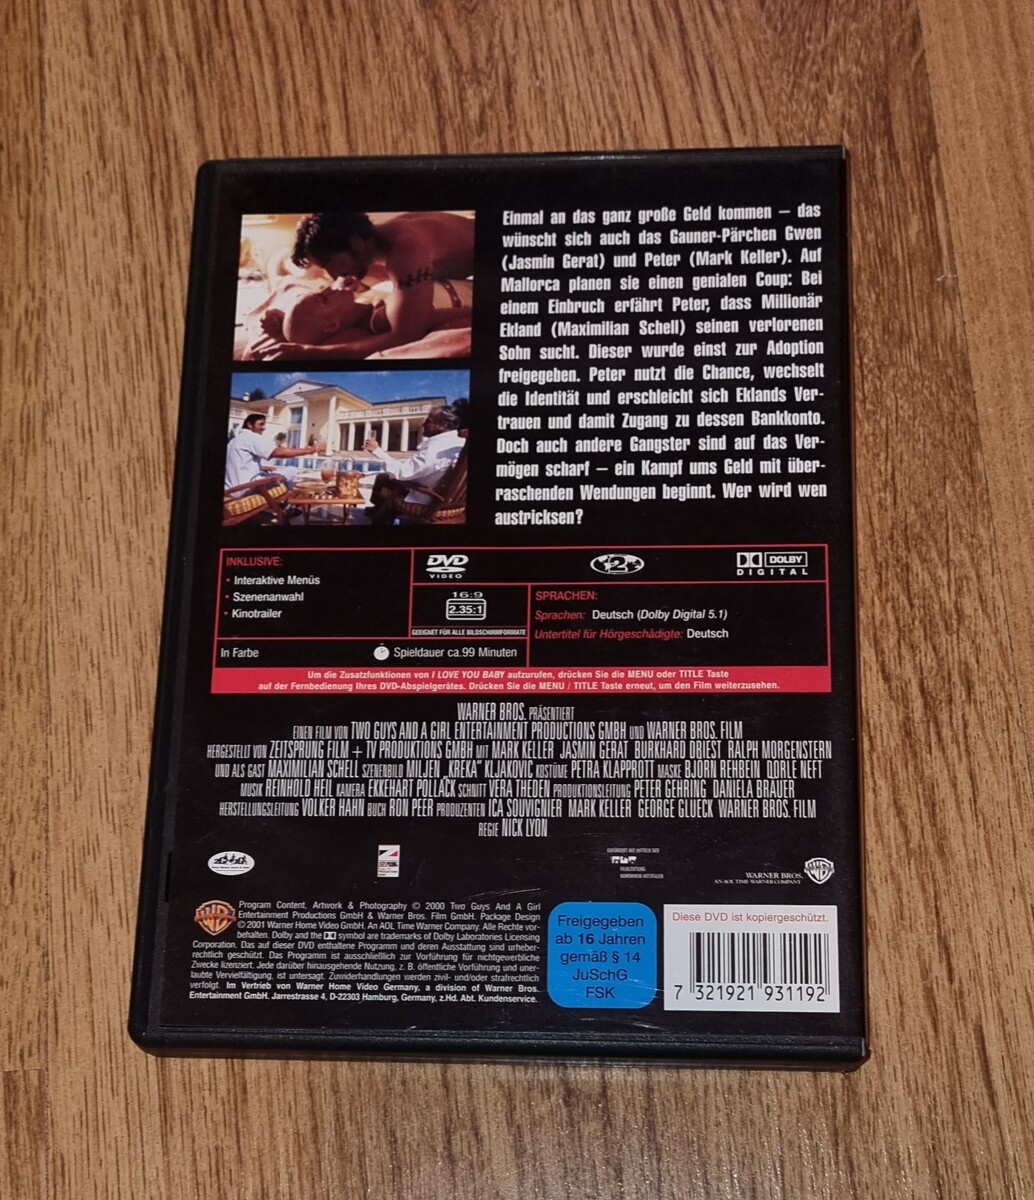 Einmal an das ganz große Geld kommen – das
wünscht sich auch das Gauner-Pärchen Gwen
(Jasmin Gerat) und Peter (Mark Keller). Auf
Mallorca planen sie einen genialen Coup: Bei
einem Einbruch erfährt Peter, dass Millionär
Ekland (Maximilian Schell) seinen verlorenen
Sohn sucht. Dieser wurde einst zur Adoption
freigegeben. Peter nutzt die Chance, wechselt
die Identität und erschleicht sich Eklands Ver-
trauen und damit Zugang zu dessen Bankkonto.
Doch auch andere Gangster sind auf das Ver-
mögen scharf – ein Kampf ums Geld mit über-
raschenden Wendungen beginnt. Wer wird wen
austricksen?
INKLUSIVE:
• Interaktive Menüs
• Szenenanwahl
• Kinotrailer
In Farbe
Spieldauer ca.99 Minuten
DVD
VIDEO
2
DOLBY
DIGITAL
16:9
2.35:1
GEEIGNET FÜR ALLE BILDSCHIRMFORMATE
SPRACHEN:
Sprachen: Deutsch (Dolby Digital 5.1)
Untertitel für Hörgeschädigte: Deutsch
Um die Zusatzfunktionen von I LOVE YOU BABY aufzurufen, drücken Sie die MENU oder TITLE Taste
auf der Fernbedienung Ihres DVD-Abspielgerätes. Drücken Sie die MENU / TITLE Taste erneut, um den Film weiterzusehen.
WARNER BROS. PRÄSENTIERT
EINEN FILM VON TWO GUYS AND A GIRL ENTERTAINMENT PRODUCTIONS GMBH UND WARNER BROS. FILM
HERGESTELLT VON ZEITSPRUNG FILM + TV PRODUKTIONS GMBH MIT MARK KELLER JASMIN GERAT BURKHARD DRIEST RALPH MORGENSTERN
UND ALS GAST MAXIMILIAN SCHELL SZENENBILD MILJEN „KREKA“ KLJAKOVIC KOSTÜME PETRA KLAPPROTT MASKE BJÖRN REHBEIN DÖRLE NEFT
MUSIK REINHOLD HEIL KAMERA EKKEHART POLLACK SCHNITT VERA THEDEN PRODUKTIONSLEITUNG PETER GEHRING DANIELA BRAUER
HERSTELLUNGSLEITUNG VOLKER HAHN BUCH RON PEER PRODUZENTEN ICA SOUVIGNIER MARK KELLER GEORGE GLUECK WARNER BROS. FILM
REGIE NICK LYON
GEFÖRDERT MIT MITTELN DER
FILMSTIFTUNG
NORDRHEIN-WESTFALEN
WARNER BROS.
AN AOL TIME WARNER COMPANY
Program Content, Artwork & Photography © 2000 Two Guys And A Girl
Entertainment Productions GmbH & Warner Bros. Film GmbH. Package Design
© 2001 Warner Home Video GmbH. An AOL Time Warner Company. Alle Rechte vor-
behalten. Dolby and the DD symbol are trademarks of Dolby Laboratories Licensing
Corporation. Das auf dieser DVD enthaltene Programm und deren Ausstattung sind urheber-
rechtlich geschützt. Das Programm ist ausschließlich zur Vorführung für nichtgewerbliche
Zwecke lizenziert. Jede darüber hinausgehende Nutzung, z. B. öffentliche Vorführung und uner-
laubte Vervielfältigung, ist untersagt. Zuwiderhandlungen werden zivil- und/oder strafrechtlich
verfolgt. Im Vertrieb von Warner Home Video Germany, a division of Warner Bros.
Entertainment GmbH. Jarrestrasse 4, D-22303 Hamburg, Germany, z.Hd. Abt. Kundenservice.
Freigegeben
ab 16 Jahren
gemäß § 14
JuSchG
FSK
Diese DVD ist kopiergeschützt.
7 321921 931192